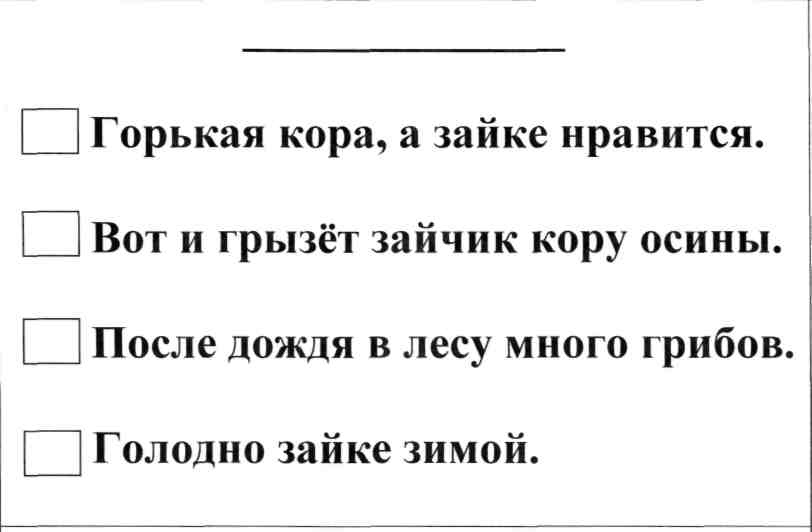 Горькая кора, а зайке нравится.
Вот и грызёт зайчик кору осины.
После дождя в лесу много грибов.
Голодно зайке зимой.